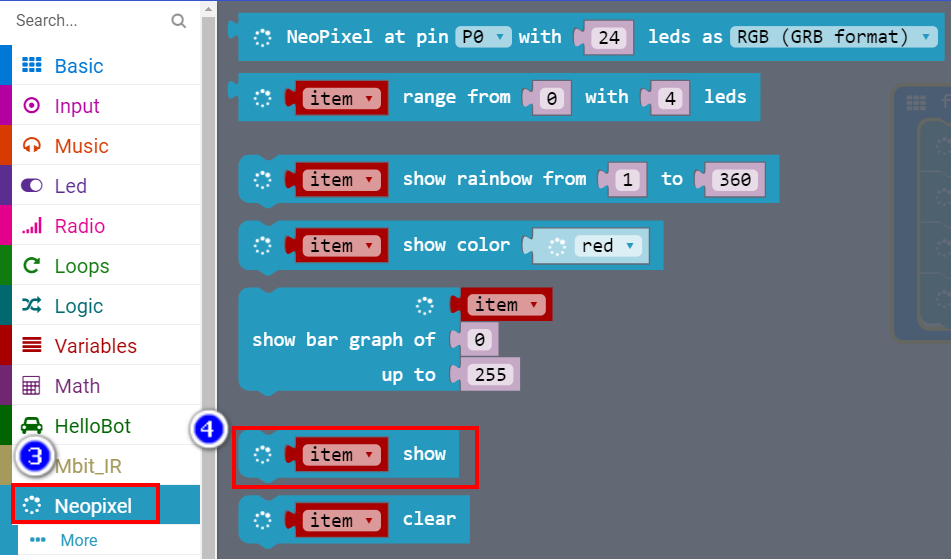 Search...
Basic
Input
Music
Led
Radio
Loops
Logic
Variables
Math
HelloBot
3
Mbit_IR
Neopixel
More
NeoPixel at pin P0 with 24 leds as RGB (GRB format)
item range from 0 with 4 leds
item show rainbow from 1 to 360
item show color red
item
show bar graph of 0
up to 255
4
item show
item clear